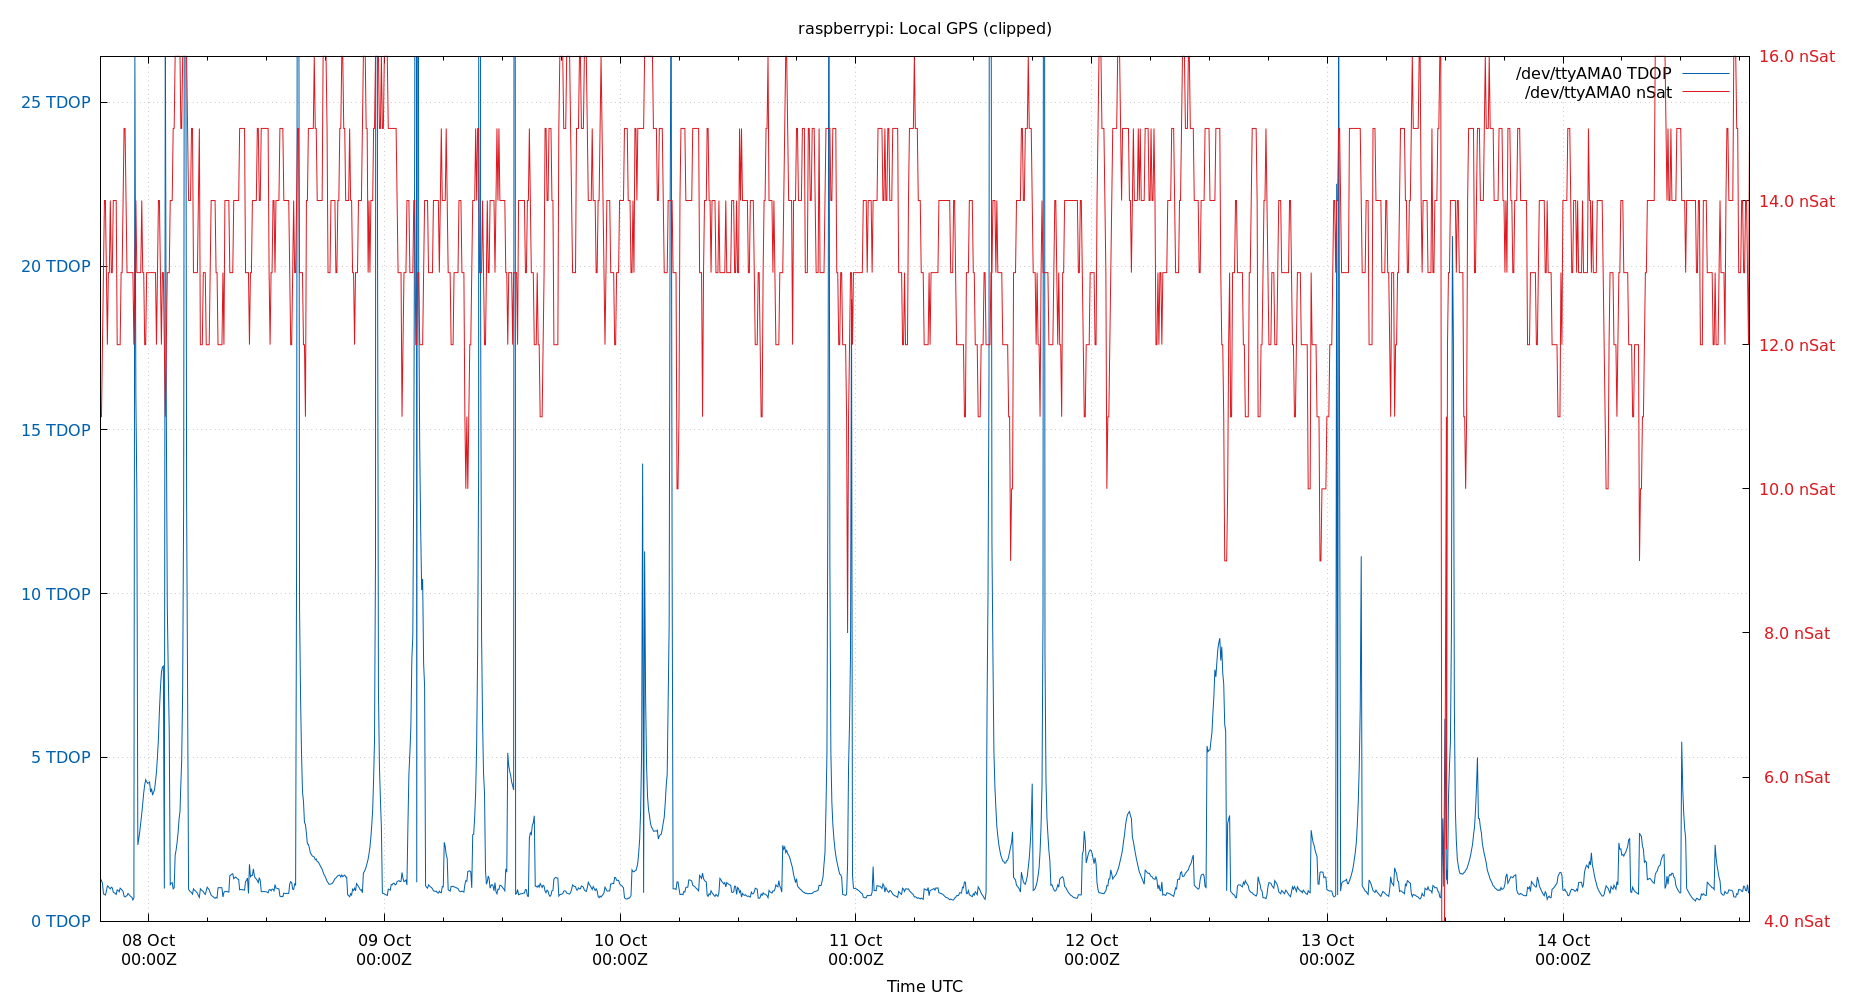 raspberrypi: Local GPS (clipped)
/dev/ttyAMA0 TDOP
/dev/ttyAMA0 nSat
25 TDOP
20 TDOP
15 TDOP
10 TDOP
5 TDOP
0 TDOP
16.0 nSat
14.0 nSat
12.0 nSat
10.0 nSat
8.0 nSat
6.0 nSat
4.0 nSat
08 Oct 09 Oct 10 Oct 11 Oct 12 Oct 13 Oct 14 Oct
00:00Z 00:00Z 00:00Z 00:00Z 00:00Z 00:00Z 00:00Z
Time UTC